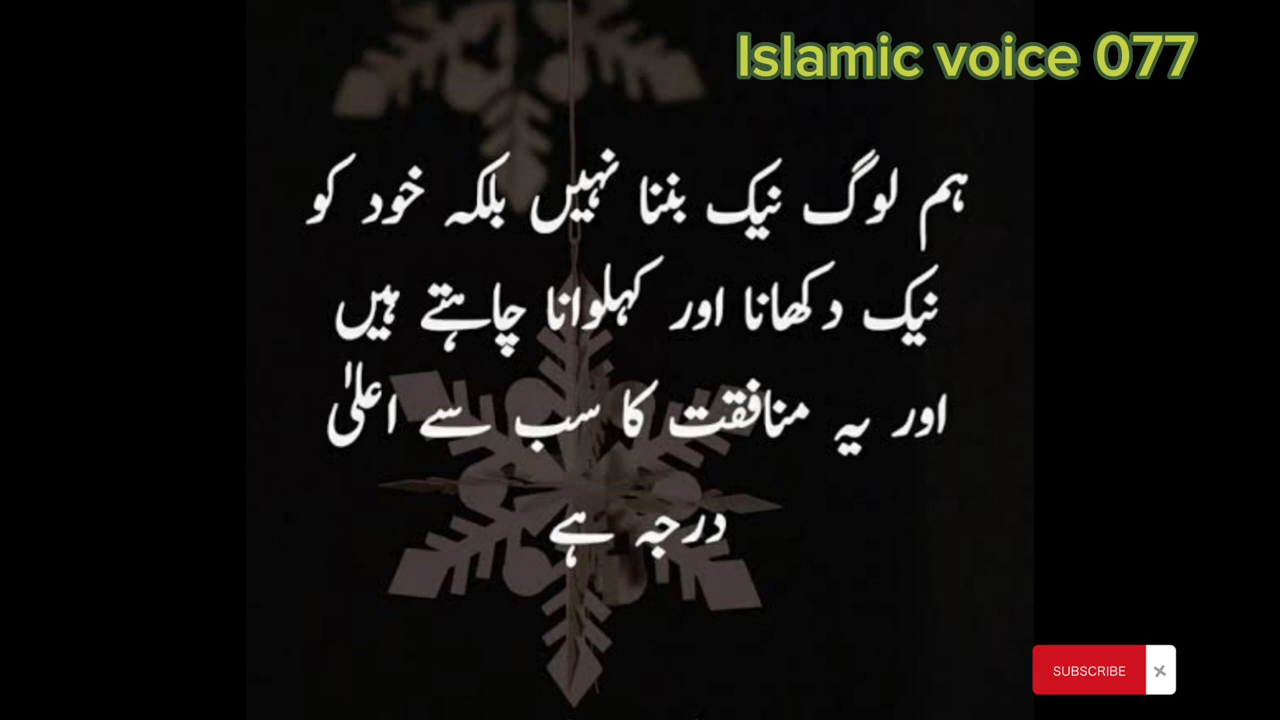 Islamic voice 077
ہم لوگ نیک بننا نہیں بلکہ خود کو
نیک دکھانا اور کہلوانا چاہتے ہیں
اور یہ منافقت کا سب سے اعلیٰ
درجہ ہے
SUBSCRIBE